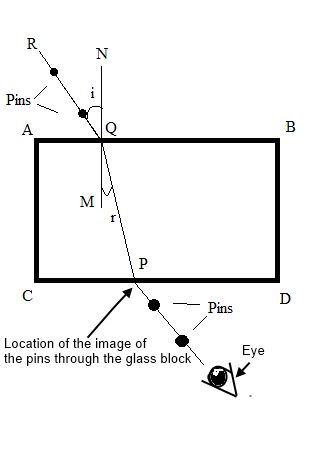 R
N
Pins
i
A
Q
B
M
r
P
C
D
Pins
Location of the image of
the pins through the glass block
Eye